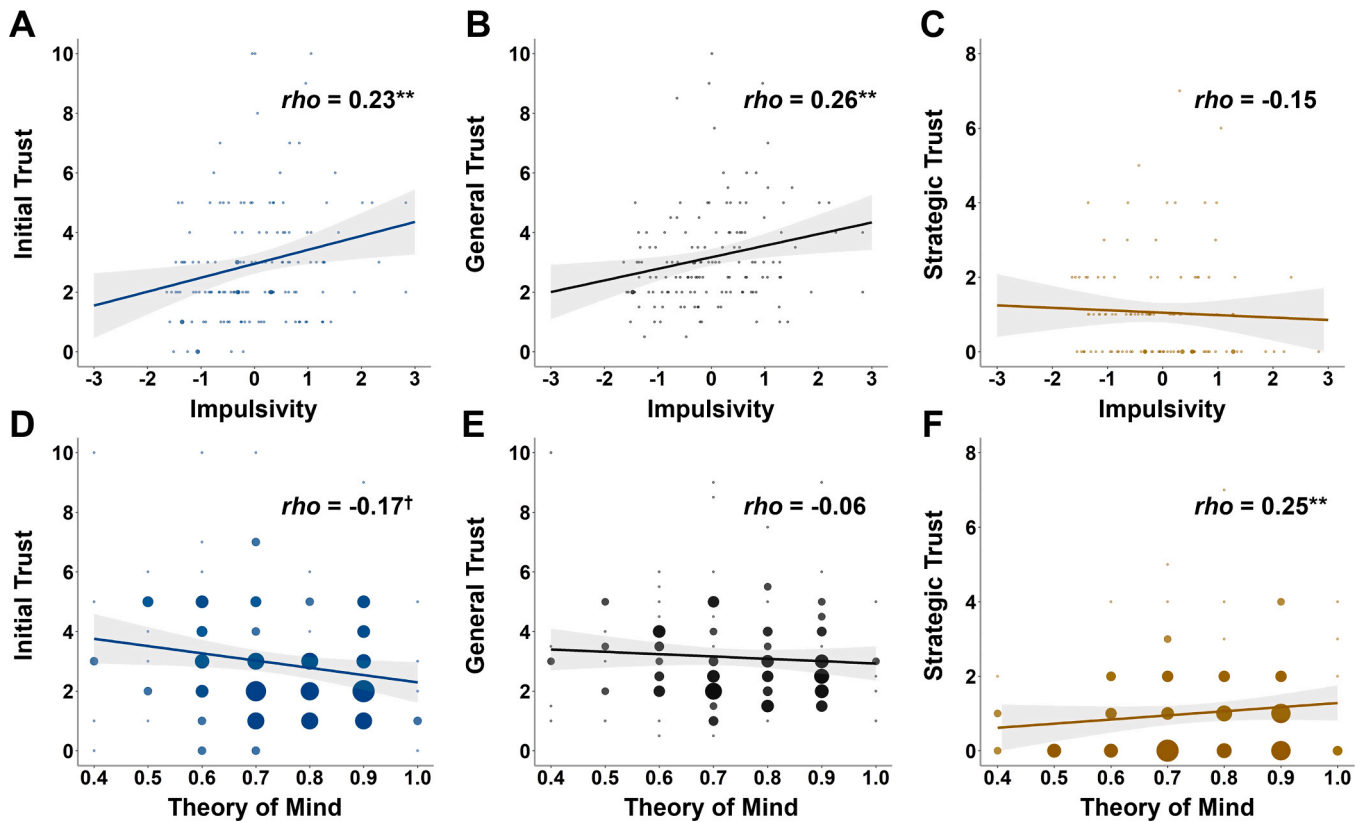 A
Initial Trust
10
8
6
4
2
0
rho = 0.23**
-3 -2 -1 0 1 2 3
Impulsivity
B
General Trust
10
8
6
4
2
0
rho = 0.26**
-3 -2 -1 0 1 2 3
Impulsivity
C
Strategic Trust
8
6
4
2
0
rho = -0.15
-3 -2 -1 0 1 2 3
Impulsivity
D
Initial Trust
10
8
6
4
2
0
rho = -0.17†
0.4 0.5 0.6 0.7 0.8 0.9 1.0
Theory of Mind
E
General Trust
10
8
6
4
2
0
rho = -0.06
0.4 0.5 0.6 0.7 0.8 0.9 1.0
Theory of Mind
F
Strategic Trust
8
6
4
2
0
rho = 0.25**
0.4 0.5 0.6 0.7 0.8 0.9 1.0
Theory of Mind